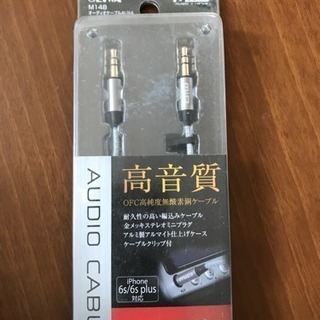 M14B
AUDIO CABL
高音質
OFC高純度無酸素銅ケーブル
耐久性の高い編込みケーブル
金メッキステレオミニプラグ
アルミ製アルマイト仕上げケース
ケーブルクリップ付
iPhone
6s/6s plus
対応